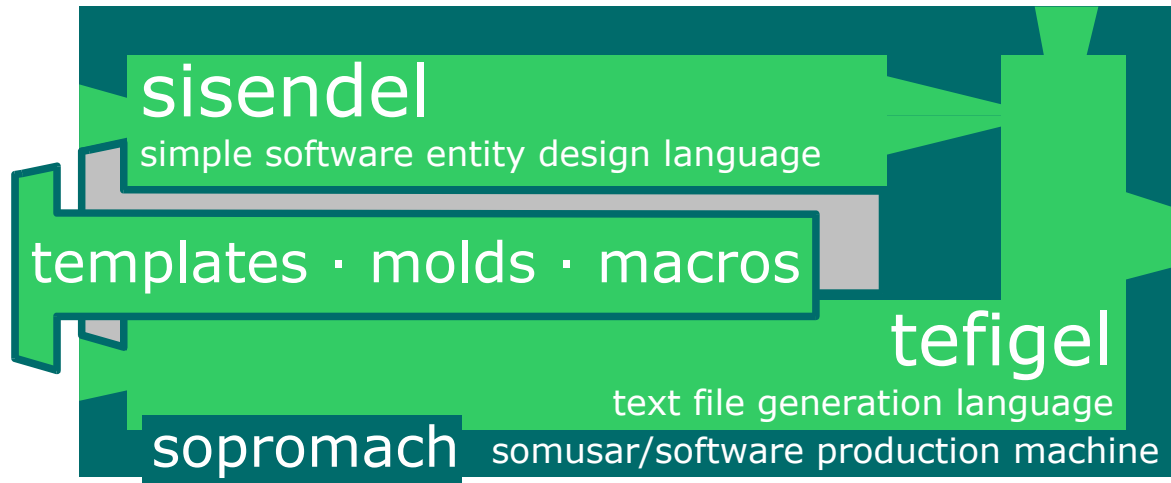 sisendel
simple software entity design language
templates · molds · macros
tefigel
text file generation language
sopromach somusar/software production machine